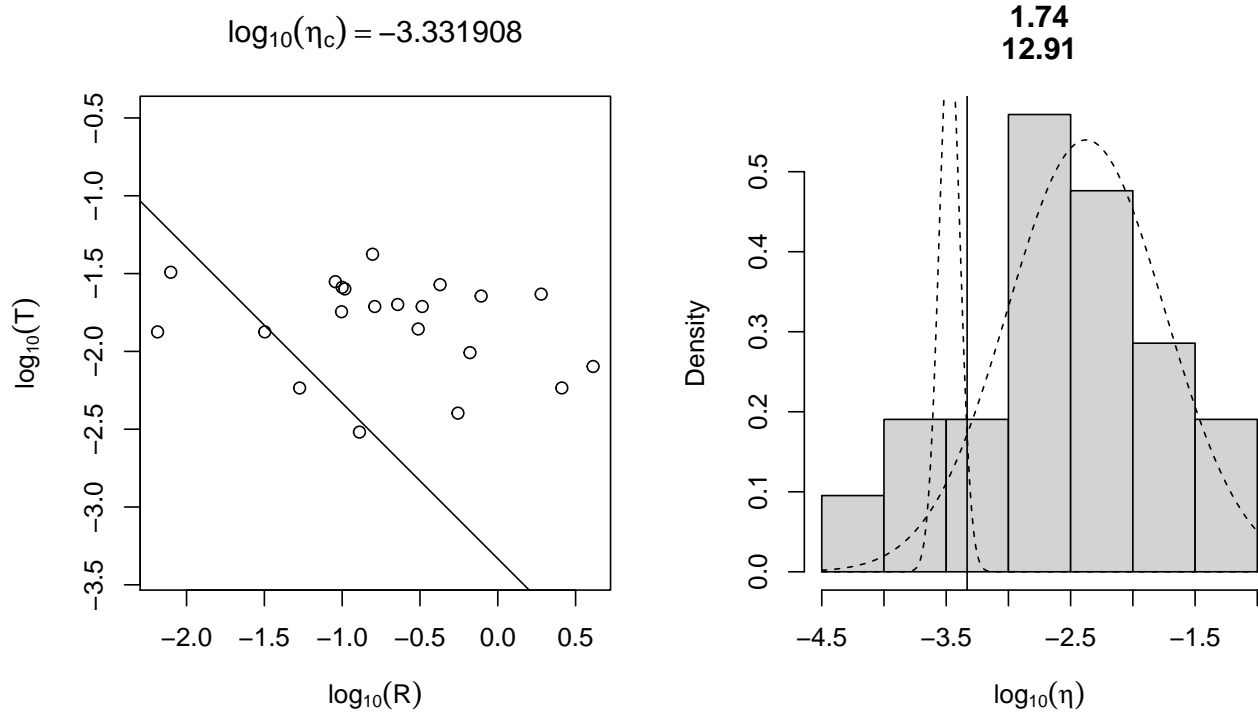 log₁₀(η_c) = −3.331908
−0.5
−1.0
−1.5
−2.0
−2.5
−3.0
−3.5
log₁₀(T)
−2.0 −1.5 −1.0 −0.5 0.0 0.5
log₁₀(R)
1.74
12.91
0.5
0.4
0.3
0.2
0.1
0.0
Density
−4.5 −3.5 −2.5 −1.5
log₁₀(η)